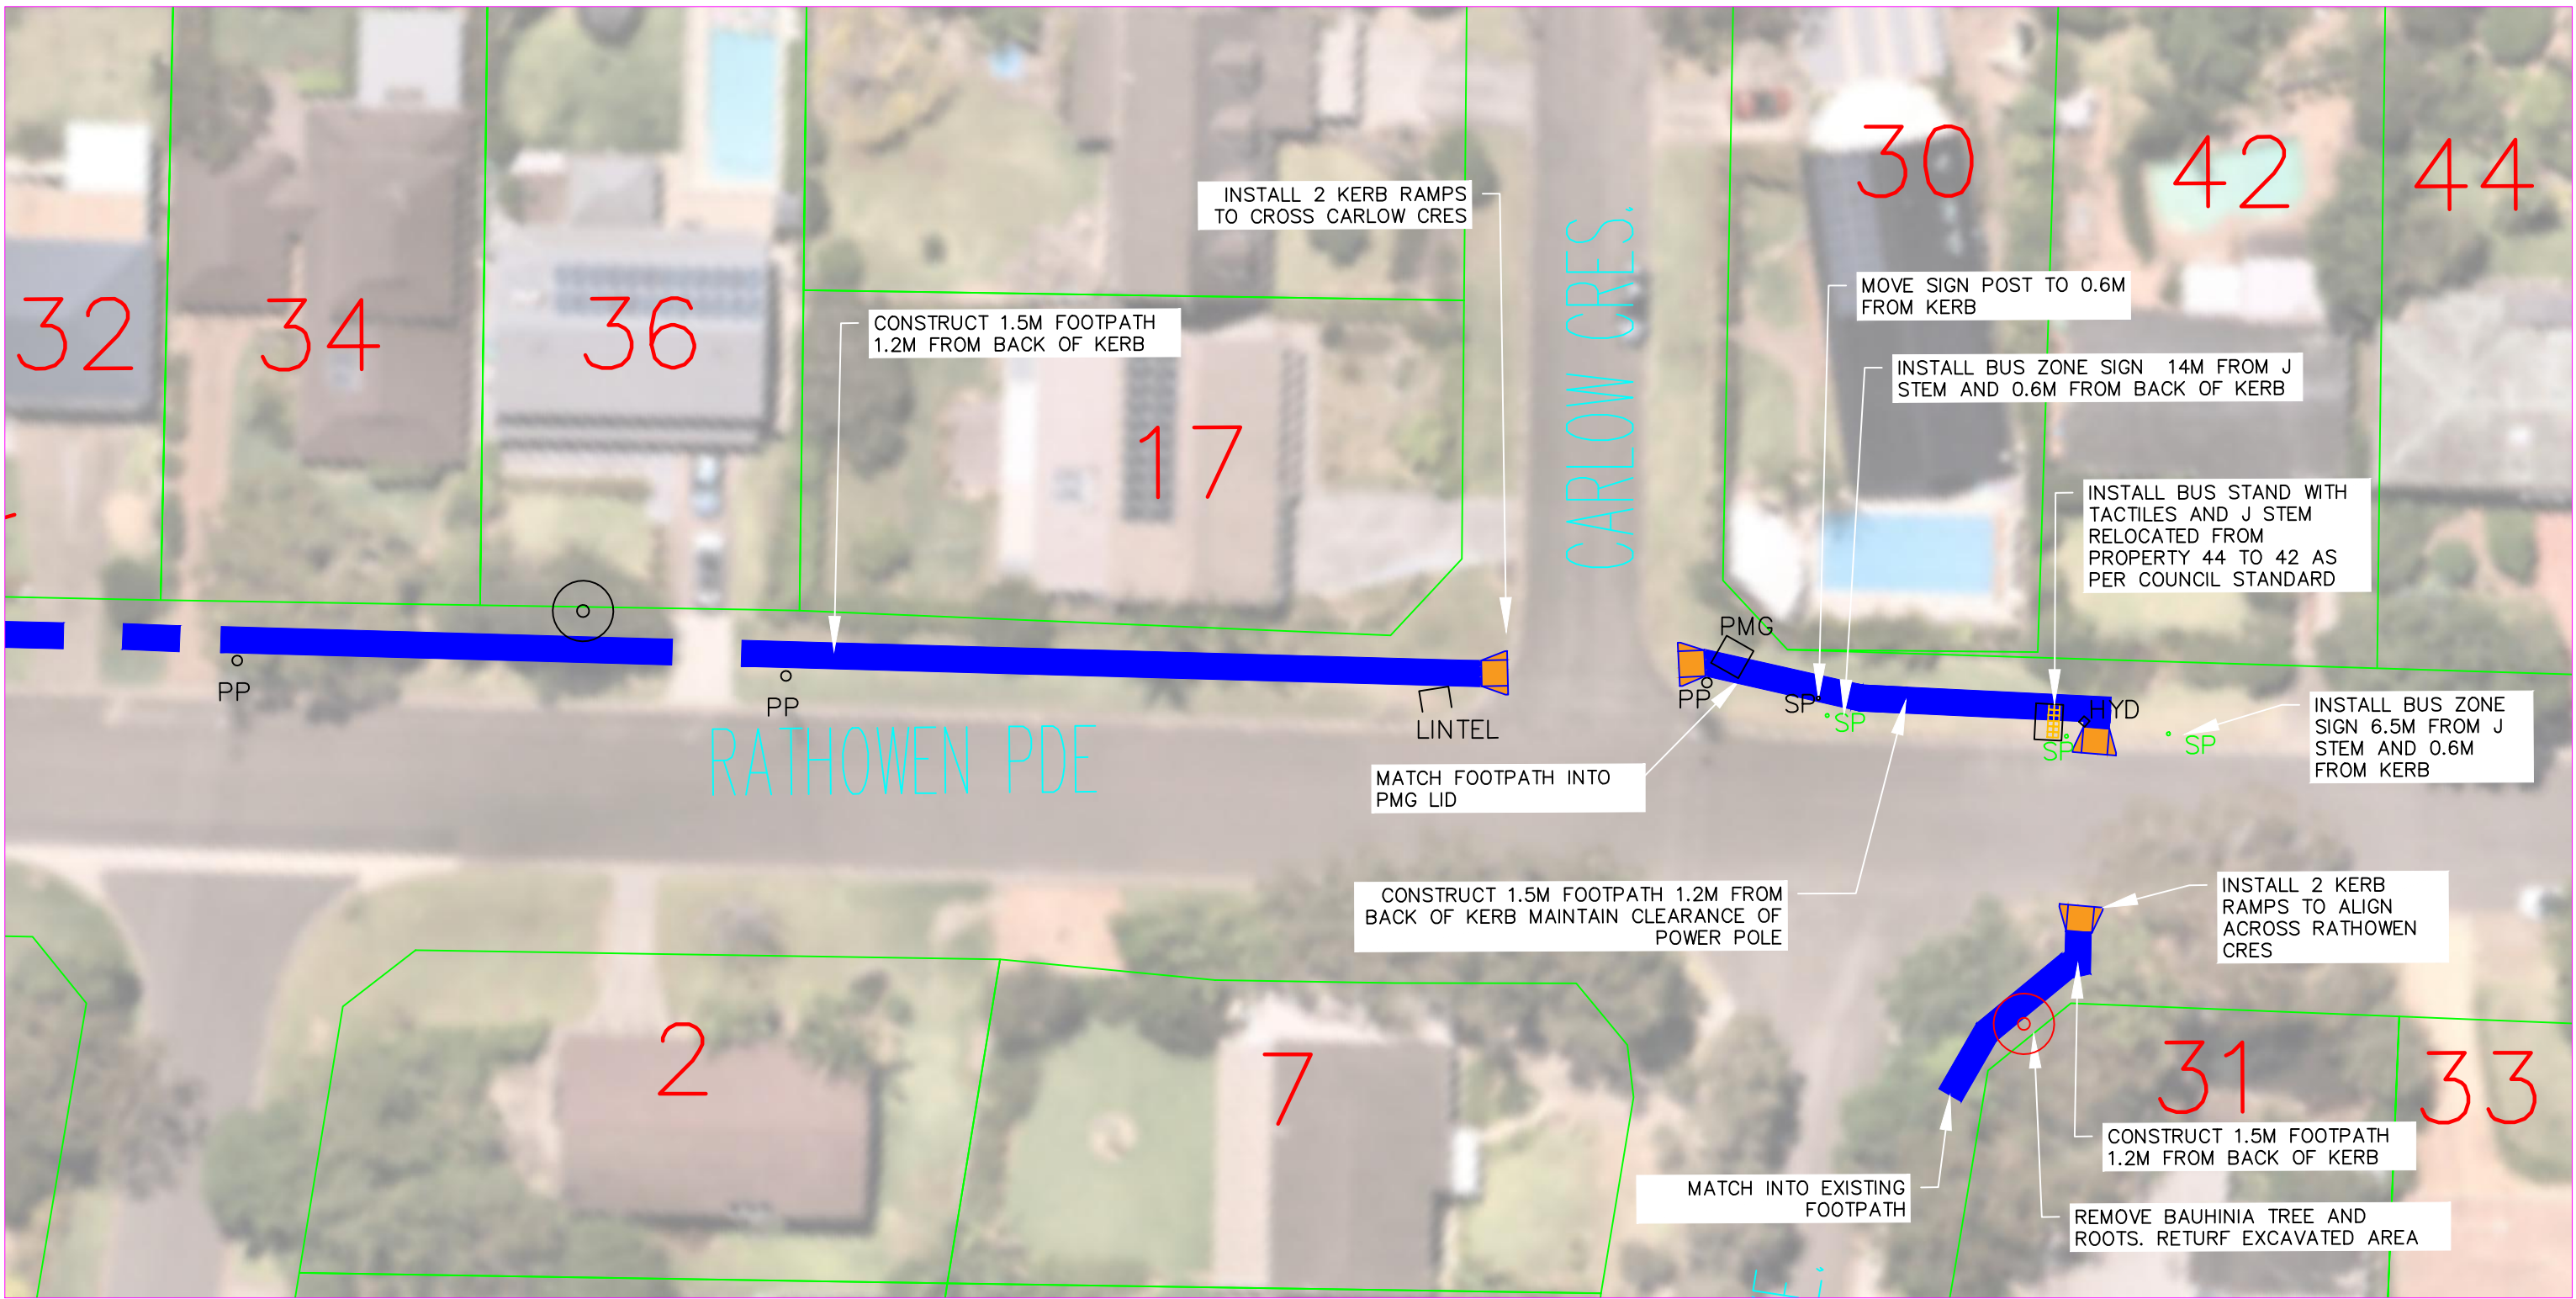 30
42
44
INSTALL 2 KERB RAMPS
TO CROSS CARLOW CRES
CARLOW CRES.
MOVE SIGN POST TO 0.6M
FROM KERB
32
34
36
CONSTRUCT 1.5M FOOTPATH
1.2M FROM BACK OF KERB
INSTALL BUS ZONE SIGN 14M FROM J
STEM AND 0.6M FROM BACK OF KERB
17
INSTALL BUS STAND WITH
TACTILES AND J STEM
RELOCATED FROM
PROPERTY 44 TO 42 AS
PER COUNCIL STANDARD
PMG
PP
PP
PP
SP
SP
HYD
SP
SP
LINTEL
RATHOWEN PDE
INSTALL BUS ZONE
SIGN 6.5M FROM J
STEM AND 0.6M
FROM KERB
MATCH FOOTPATH INTO
PMG LID
CONSTRUCT 1.5M FOOTPATH 1.2M FROM
BACK OF KERB MAINTAIN CLEARANCE OF
POWER POLE
INSTALL 2 KERB
RAMPS TO ALIGN
ACROSS RATHOWEN
CRES
2
7
31
33
CONSTRUCT 1.5M FOOTPATH
1.2M FROM BACK OF KERB
MATCH INTO EXISTING
FOOTPATH
REMOVE BAUHINIA TREE AND
ROOTS. RETURF EXCAVATED AREA